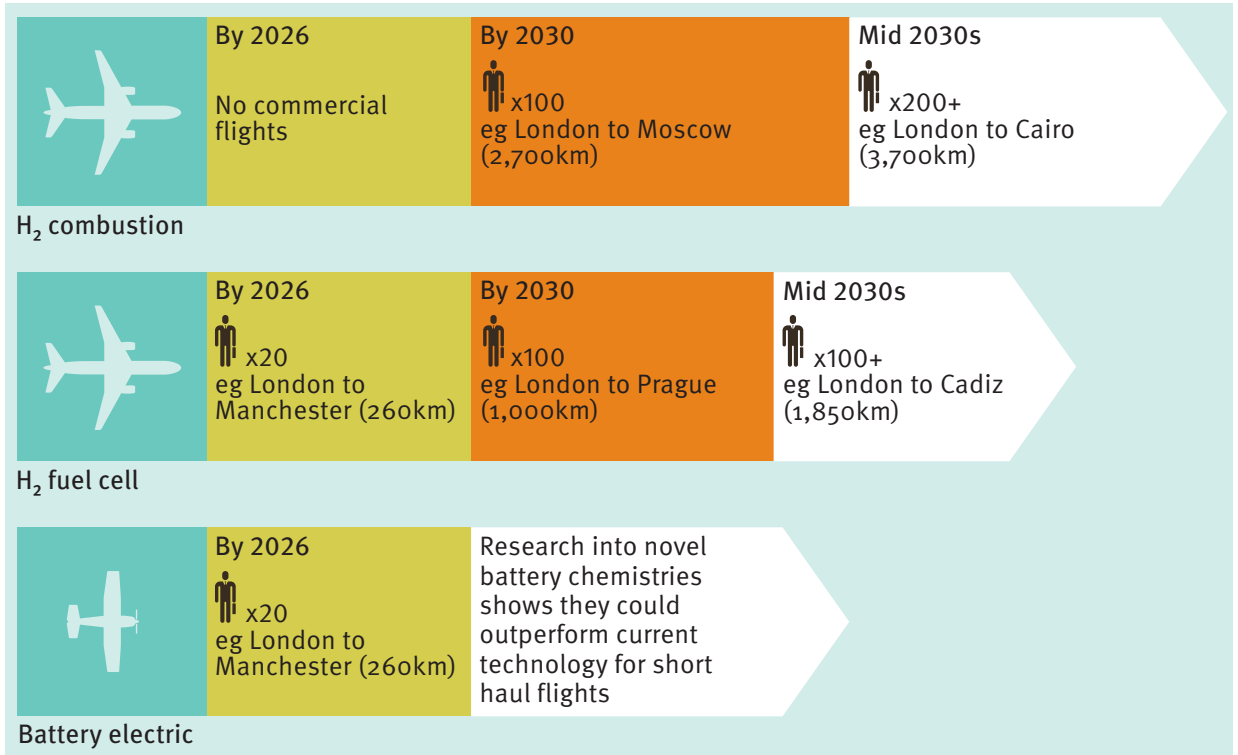 By 2026
No commercial
flights
By 2030
x100
eg London to Moscow
(2,700km)
Mid 2030s
x200+
eg London to Cairo
(3,700km)
H₂ combustion
By 2026
x20
eg London to
Manchester (260km)
By 2030
x100
eg London to Prague
(1,000km)
Mid 2030s
x100+
eg London to Cadiz
(1,850km)
H₂ fuel cell
By 2026
x20
eg London to
Manchester (260km)
Research into novel
battery chemistries
shows they could
outperform current
technology for short
haul flights
Battery electric